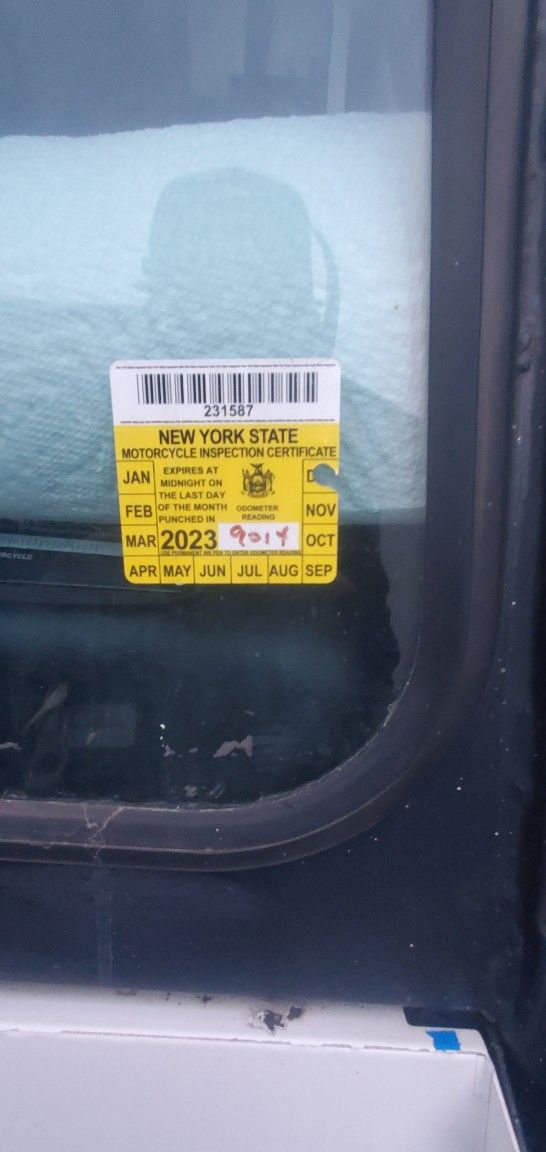 231587
NEW YORK STATE
MOTORCYCLE INSPECTION CERTIFICATE
JAN
EXPIRES AT
MIDNIGHT ON
THE LAST DAY
OF THE MONTH
PUNCHED IN
2023
ODOMETER
READING
9014
USE PERMANENT INK PEN TO ENTER ODOMETER READING
FEB
NOV
MAR
OCT
APR MAY JUN JUL AUG SEP